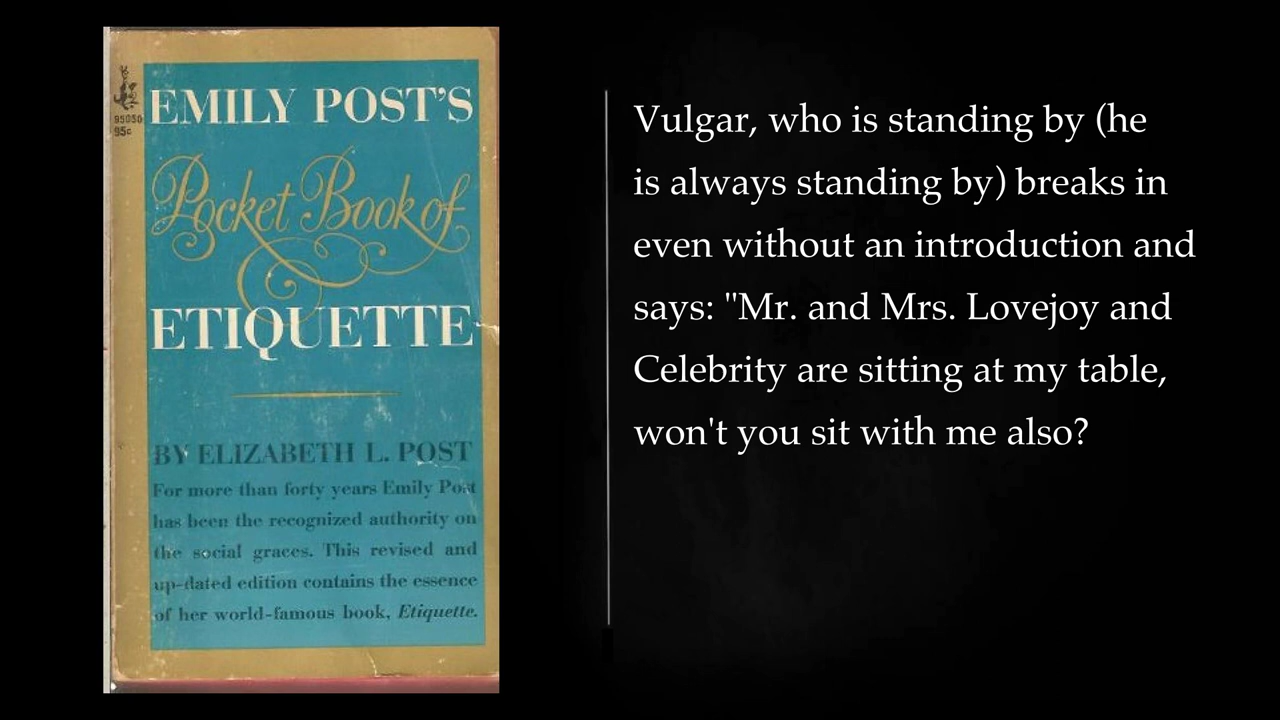 EMILY POST'S
95050
95c
Pocket Book of
ETIQUETTE
BY ELIZABETH L. POST
For more than forty years Emily Post
has been the recognized authority on
the social graces. This revised and
up-dated edition contains the essence
of her world-famous book, Etiquette.
Vulgar, who is standing by (he
is always standing by) breaks in
even without an introduction and
says: "Mr. and Mrs. Lovejoy and
Celebrity are sitting at my table,
won't you sit with me also?